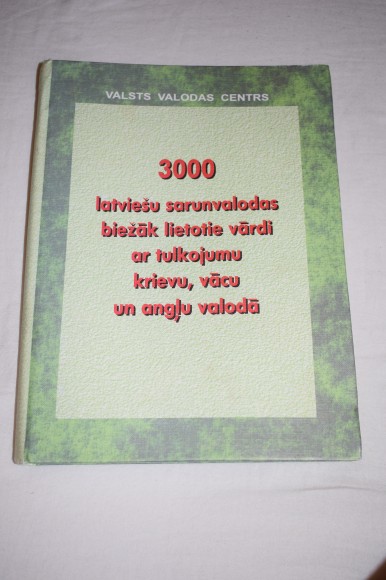 VALSTS VALODAS CENTRS
3000
latviešu sarunvalodas
biežāk lietotie vārdi
ar tulkojumu
krievu, vācu
un angļu valodā